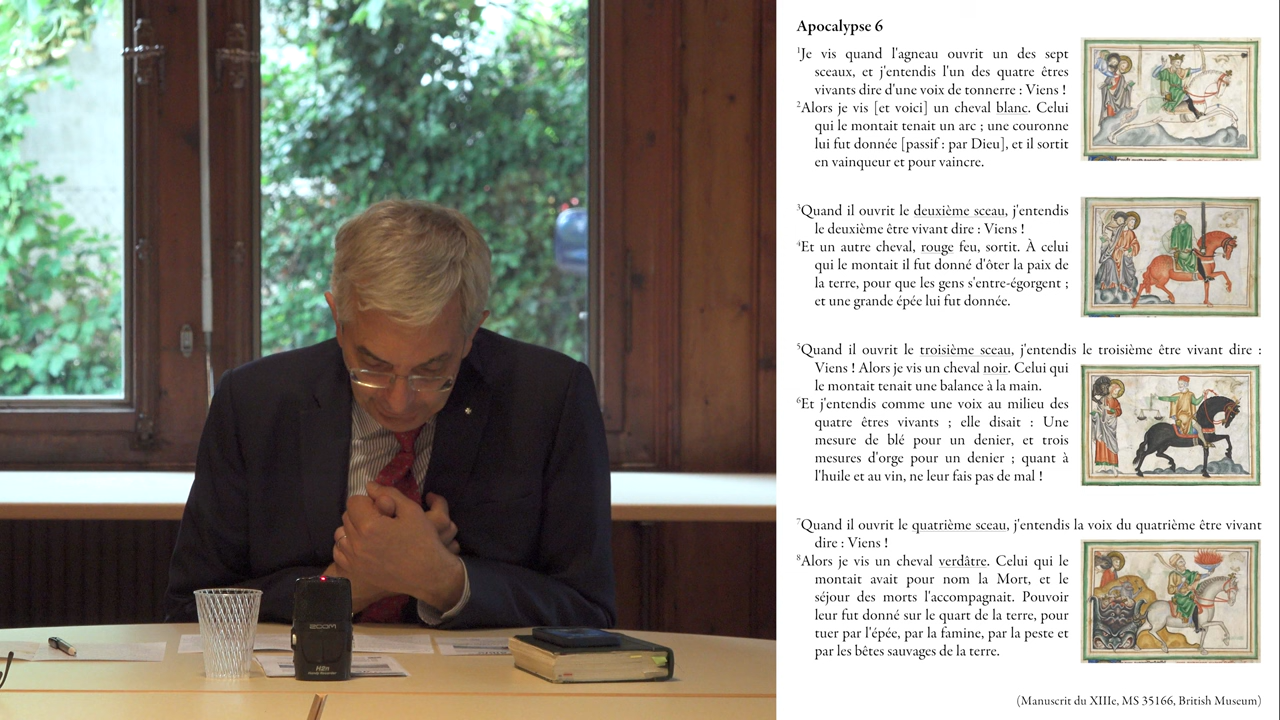 Apocalypse 6
1Je vis quand l'agneau ouvrit un des sept
sceaux, et j'entendis l'un des quatre êtres
vivants dire d'une voix de tonnerre : Viens !
2Alors je vis [et voici] un cheval blanc. Celui
qui le montait tenait un arc ; une couronne
lui fut donnée [passif : par Dieu], et il sortit
en vainqueur et pour vaincre.
3Quand il ouvrit le deuxième sceau, j'entendis
le deuxième être vivant dire : Viens !
4Et un autre cheval, rouge feu, sortit. À celui
qui le montait il fut donné d'ôter la paix de
la terre, pour que les gens s'entre-égorgent ;
et une grande épée lui fut donnée.
5Quand il ouvrit le troisième sceau, j'entendis le troisième être vivant dire :
Viens ! Alors je vis un cheval noir. Celui qui
le montait tenait une balance à la main.
6Et j'entendis comme une voix au milieu des
quatre êtres vivants ; elle disait : Une
mesure de blé pour un denier, et trois
mesures d'orge pour un denier ; quant à
l'huile et au vin, ne leur fais pas de mal !
7Quand il ouvrit le quatrième sceau, j'entendis la voix du quatrième être vivant
dire : Viens !
8Alors je vis un cheval verdâtre. Celui qui le
montait avait pour nom la Mort, et le
séjour des morts l'accompagnait. Pouvoir
leur fut donné sur le quart de la terre, pour
tuer par l'épée, par la famine, par la peste et
par les bêtes sauvages de la terre.
(Manuscrit du XIIIe, MS 35166, British Museum)
ZOOM
H2n
Handy Recorder